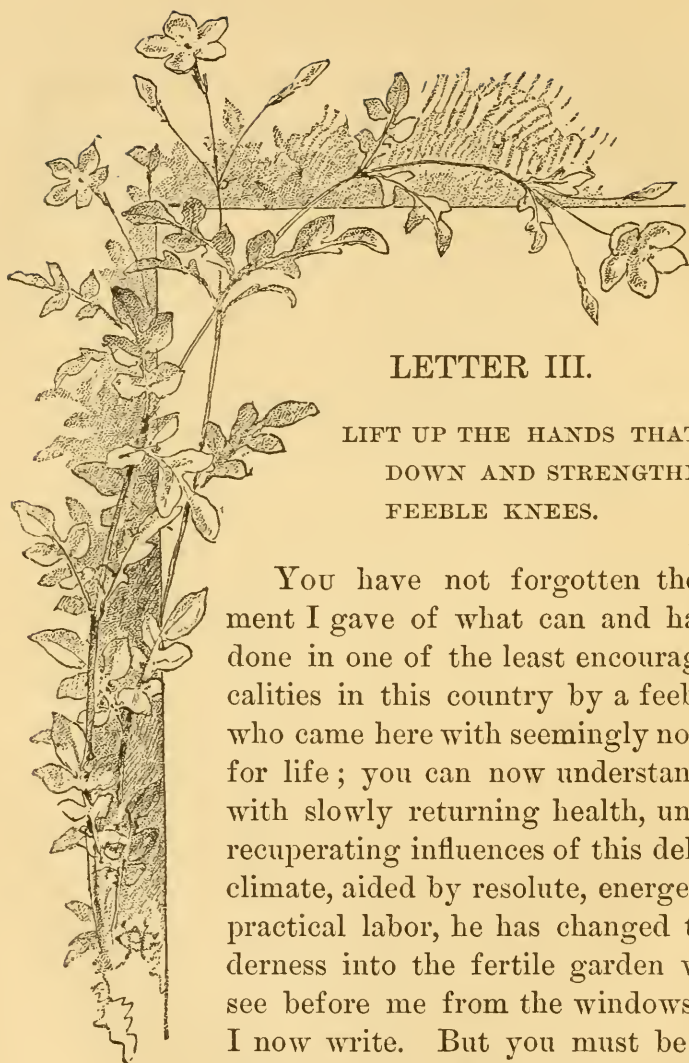 LETTER III.
LIFT UP THE HANDS THAT
DOWN AND STRENGTH
FEEBLE KNEES.
YOU have not forgotten the
ment I gave of what can and ha
done in one of the least encourag
calities in this country by a feeb
who came here with seemingly no
for life; you can now understan
with slowly returning health, un
recuperating influences of this del
climate, aided by resolute, energe
practical labor, he has changed t
derness into the fertile garden
see before me from the windows
I now write. But you must be